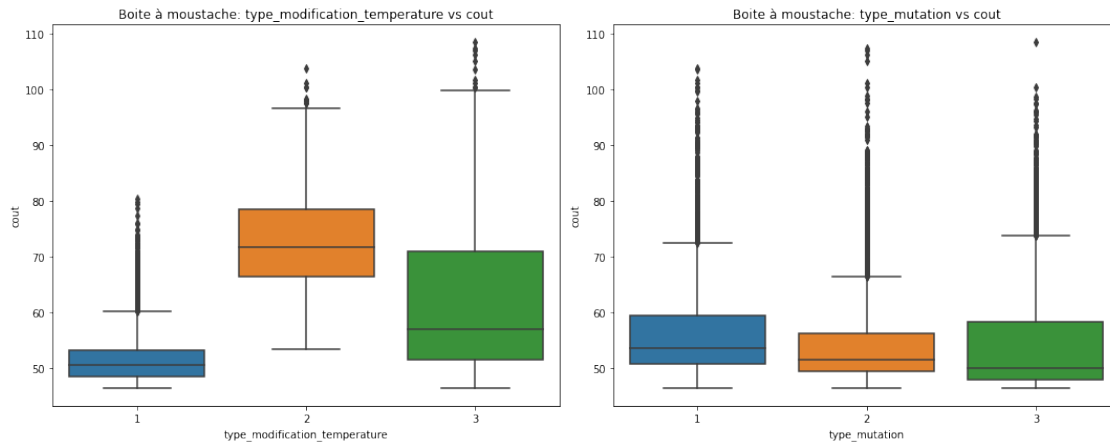 Boite à moustache: type_modification_temperature vs cout
110
100
90
80
70
60
50
cout
1 2 3
type_modification_temperature
Boite à moustache: type_mutation vs cout
110
100
90
80
70
60
50
cout
1 2 3
type_mutation